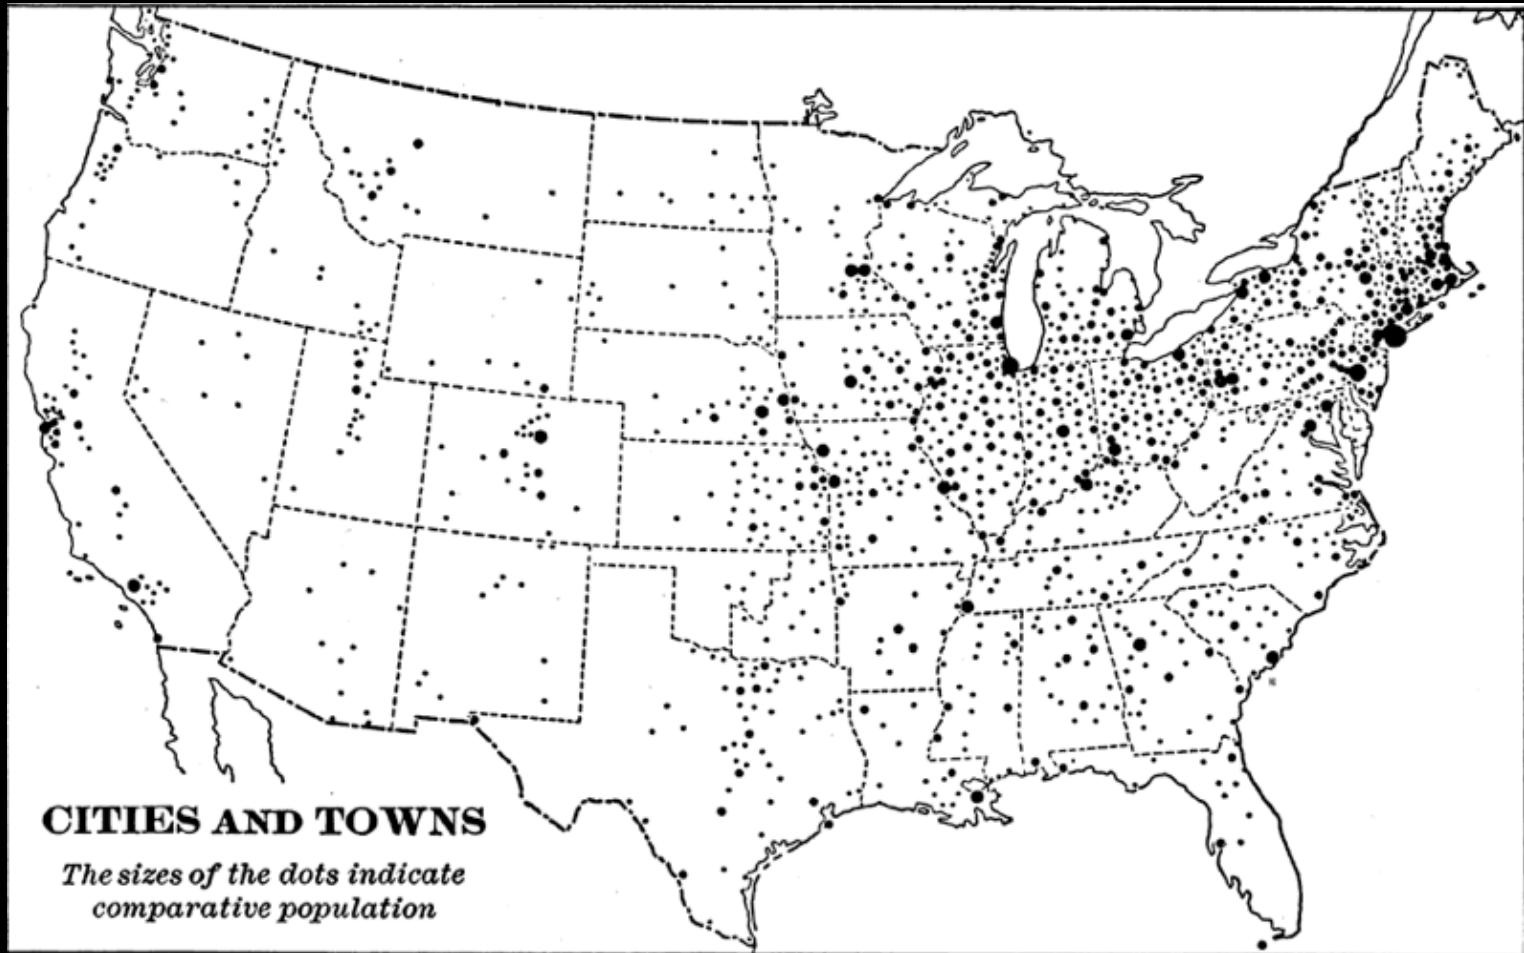 CITIES AND TOWNS
The sizes of the dots indicate
comparative population